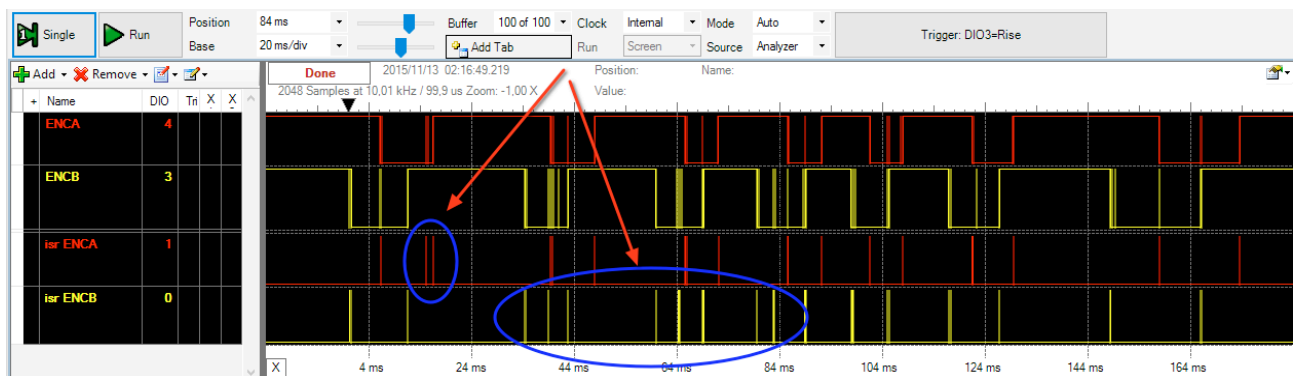 Single
Run
Position 84 ms
Base 20 ms/div
Buffer 100 of 100 Clock Internal Mode Auto
Add Tab Run Screen Source Analyzer
Trigger: DIO3=Rise
Add Remove
+ Name DIO Tri X X
Done 2015/11/13 02:16:49.219 Position: Name:
2048 Samples at 10,01 kHz / 99,9 us Zoom: -1,00 X Value:
ENCA 4
ENCB 3
isr ENCA 1
isr ENCB 0
X 4 ms 24 ms 44 ms 64 ms 84 ms 104 ms 124 ms 144 ms 164 ms